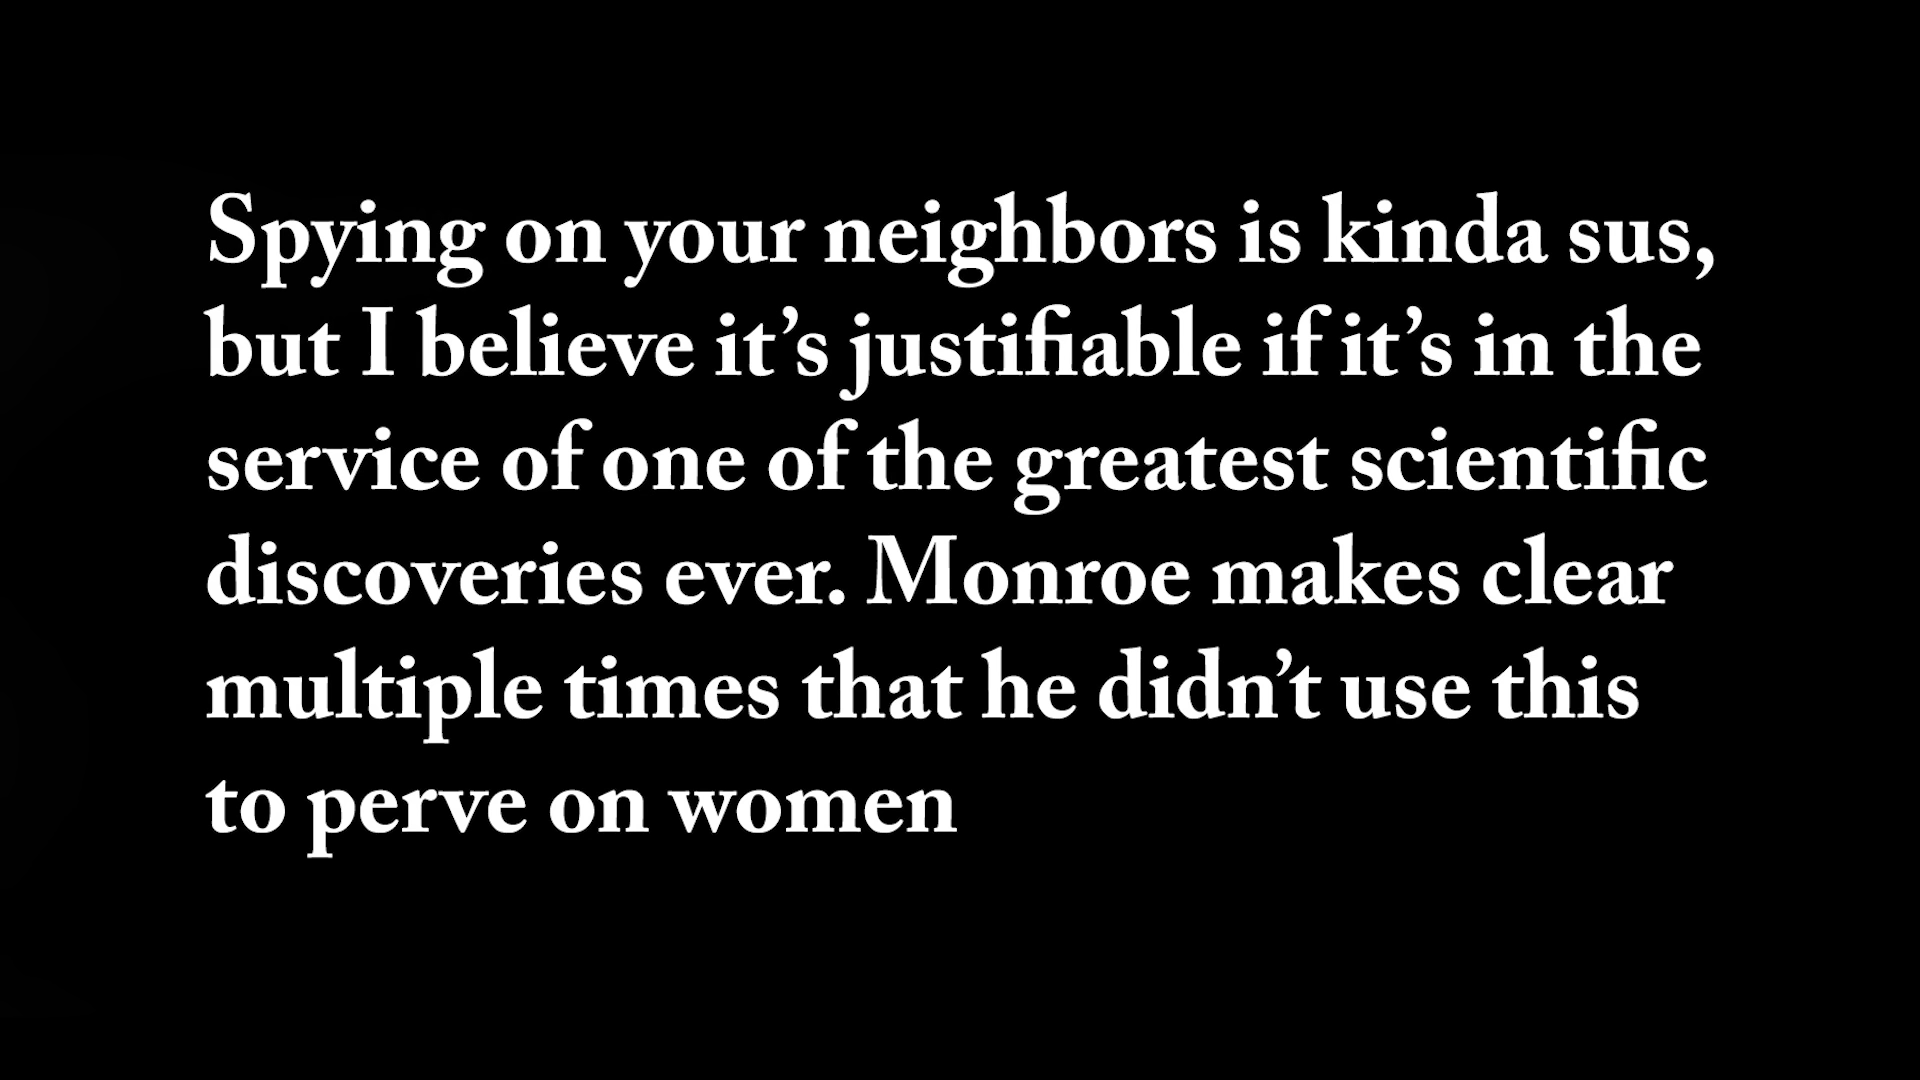 Spying on your neighbors is kinda sus,
but I believe it’s justifiable if it’s in the
service of one of the greatest scientific
discoveries ever. Monroe makes clear
multiple times that he didn’t use this
to perve on women